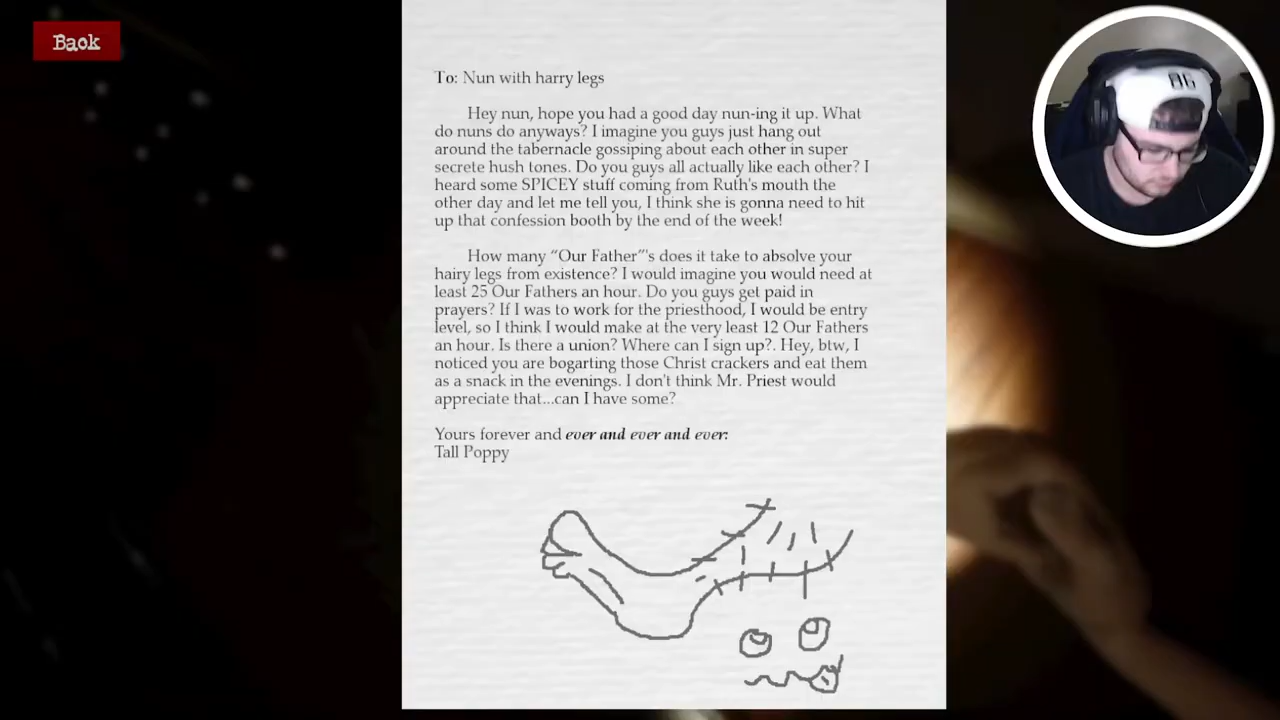 Back
To: Nun with harry legs
Hey nun, hope you had a good day nun-ing it up. What
do nuns do anyways? I imagine you guys just hang out
around the tabernacle gossiping about each other in super
secrete hush tones. Do you guys all actually like each other? I
heard some SPICEY stuff coming from Ruth's mouth the
other day and let me tell you, I think she is gonna need to hit
up that confession booth by the end of the week!
How many “Our Father”'s does it take to absolve your
hairy legs from existence? I would imagine you would need at
least 25 Our Fathers an hour. Do you guys get paid in
prayers? If I was to work for the priesthood, I would be entry
level, so I think I would make at the very least 12 Our Fathers
an hour. Is there a union? Where can I sign up?. Hey, btw, I
noticed you are bogarting those Christ crackers and eat them
as a snack in the evenings. I don't think Mr. Priest would
appreciate that...can I have some?
Yours forever and ever and ever and ever.
Tall Poppy